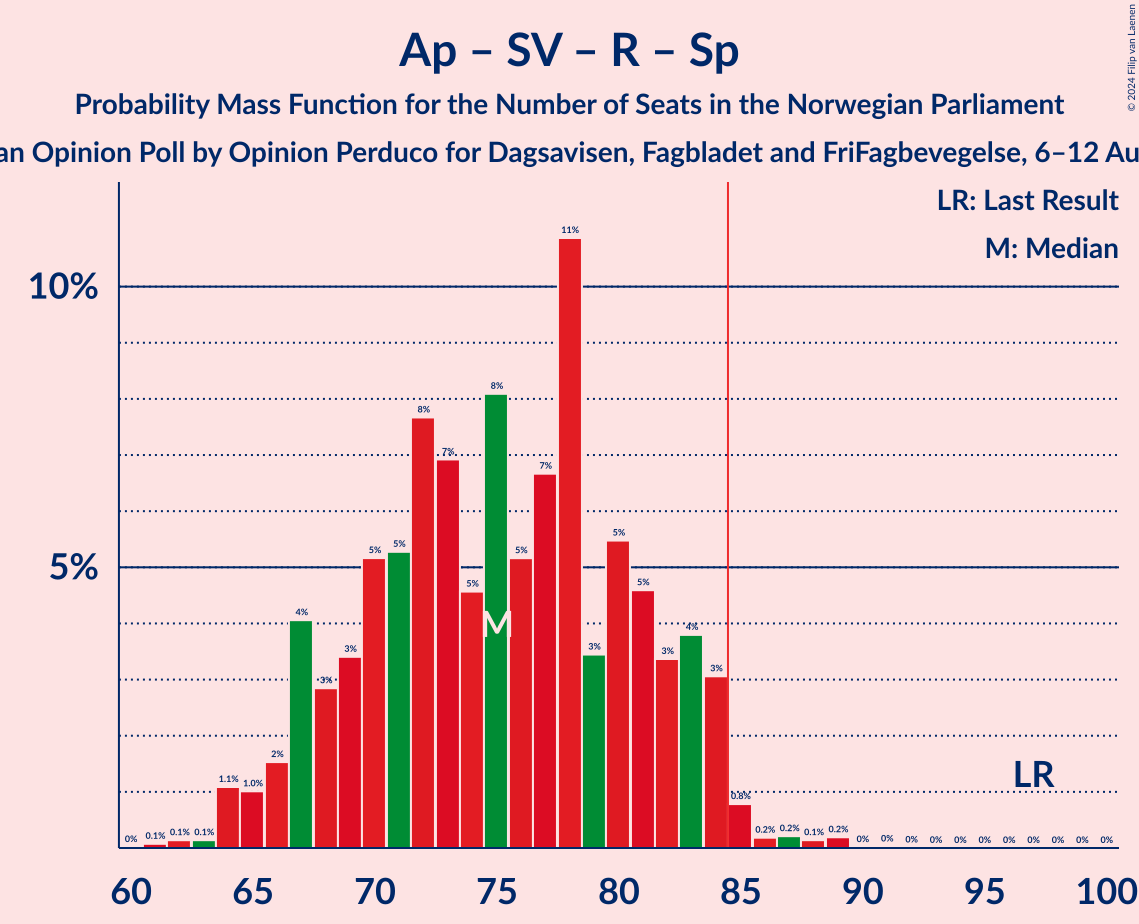 Ap – SV – R – Sp
Probability Mass Function for the Number of Seats in the Norwegian Parliament
an Opinion Poll by Opinion Perduco for Dagsavisen, Fagbladet and FriFagbevegelse, 6–12 Au
© 2024 Filip van Laenen
LR: Last Result
M: Median
10%
5%
0% 0.1% 0.1% 0.1% 1.1% 1.0% 2% 4% 3% 3% 5% 5% 8% 7% 5% 8% 5% 7% 11% 3% 5% 5% 3% 4% 3% 0.8% 0.2% 0.2% 0.1% 0.2% 0% 0% 0% 0% 0% 0% 0% 0% 0% 0% 0%
M
LR
60 65 70 75 80 85 90 95 100